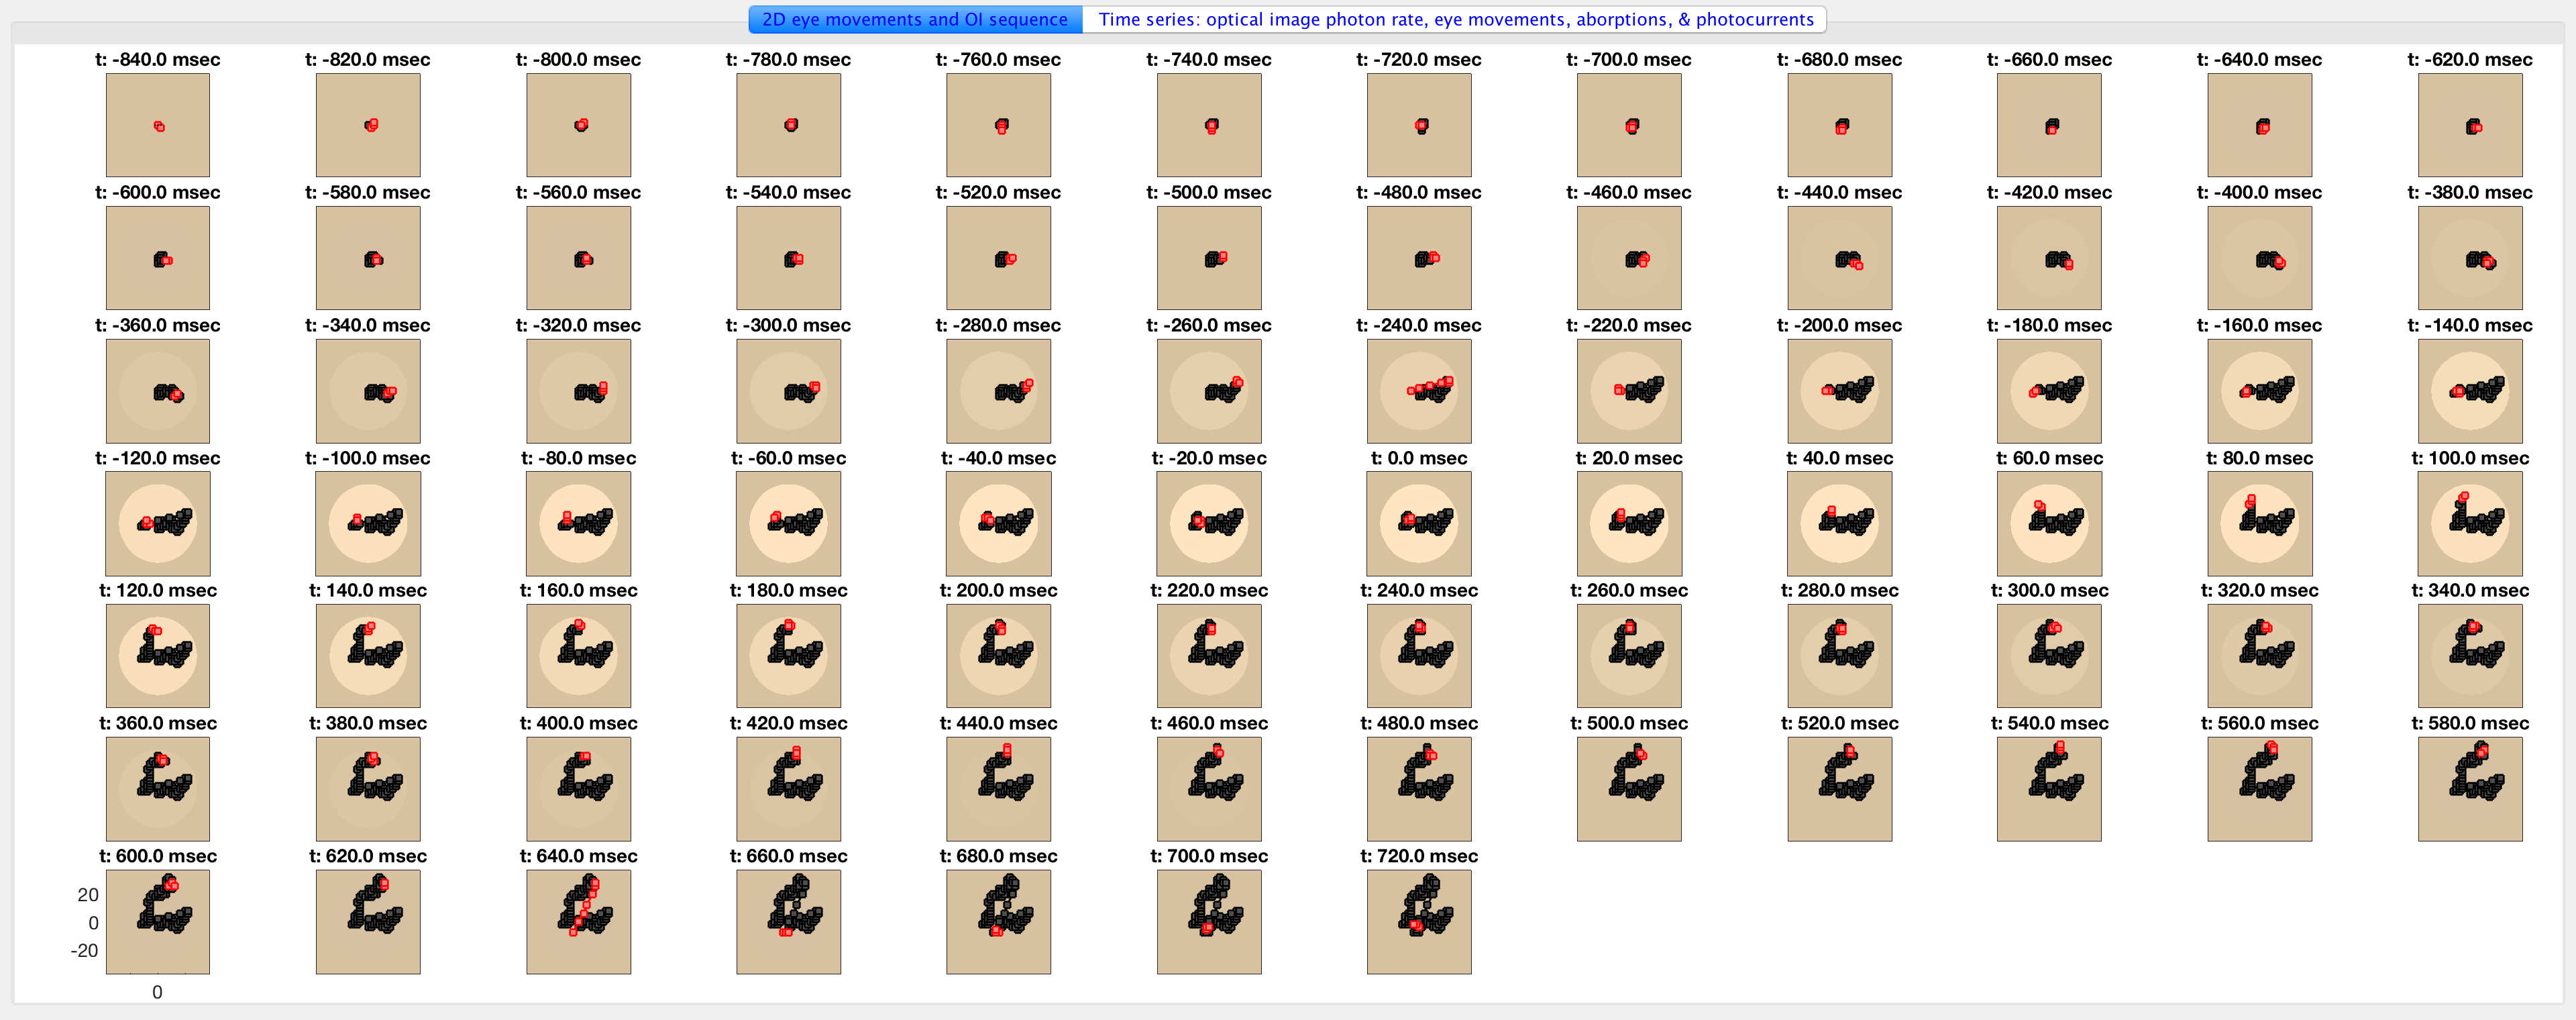 2D eye movements and OI sequence Time series: optical image photon rate, eye movements, aborptions, & photocurrents
t: -840.0 msec t: -820.0 msec t: -800.0 msec t: -780.0 msec t: -760.0 msec t: -740.0 msec t: -720.0 msec t: -700.0 msec t: -680.0 msec t: -660.0 msec t: -640.0 msec t: -620.0 msec
t: -600.0 msec t: -580.0 msec t: -560.0 msec t: -540.0 msec t: -520.0 msec t: -500.0 msec t: -480.0 msec t: -460.0 msec t: -440.0 msec t: -420.0 msec t: -400.0 msec t: -380.0 msec
t: -360.0 msec t: -340.0 msec t: -320.0 msec t: -300.0 msec t: -280.0 msec t: -260.0 msec t: -240.0 msec t: -220.0 msec t: -200.0 msec t: -180.0 msec t: -160.0 msec t: -140.0 msec
t: -120.0 msec t: -100.0 msec t: -80.0 msec t: -60.0 msec t: -40.0 msec t: -20.0 msec t: 0.0 msec t: 20.0 msec t: 40.0 msec t: 60.0 msec t: 80.0 msec t: 100.0 msec
t: 120.0 msec t: 140.0 msec t: 160.0 msec t: 180.0 msec t: 200.0 msec t: 220.0 msec t: 240.0 msec t: 260.0 msec t: 280.0 msec t: 300.0 msec t: 320.0 msec t: 340.0 msec
t: 360.0 msec t: 380.0 msec t: 400.0 msec t: 420.0 msec t: 440.0 msec t: 460.0 msec t: 480.0 msec t: 500.0 msec t: 520.0 msec t: 540.0 msec t: 560.0 msec t: 580.0 msec
t: 600.0 msec t: 620.0 msec t: 640.0 msec t: 660.0 msec t: 680.0 msec t: 700.0 msec t: 720.0 msec
20
0
-20
0